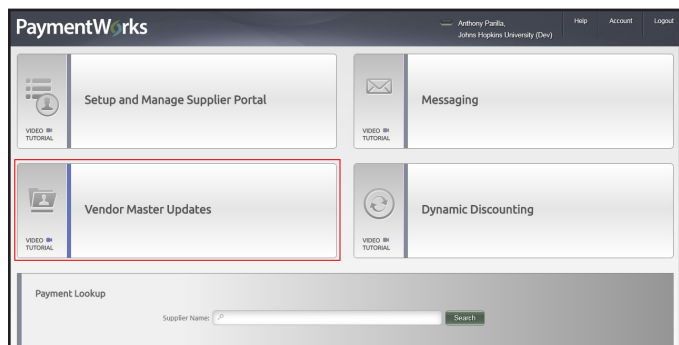 PaymentWorks
Anthony Parilla,
Johns Hopkins University (Dev)
Help
Account
Logout
Setup and Manage Supplier Portal
VIDEO
TUTORIAL
Messaging
VIDEO
TUTORIAL
Vendor Master Updates
VIDEO
TUTORIAL
Dynamic Discounting
VIDEO
TUTORIAL
Payment Lookup
Supplier Name:
Search